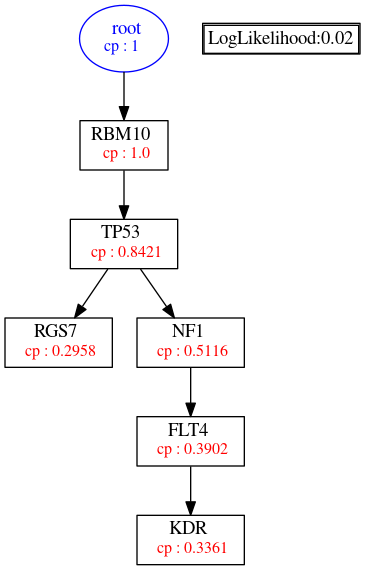 root
cp : 1
LogLikelihood:0.02
RBM10
cp : 1.0
TP53
cp : 0.8421
RGS7
cp : 0.2958
NF1
cp : 0.5116
FLT4
cp : 0.3902
KDR
cp : 0.3361